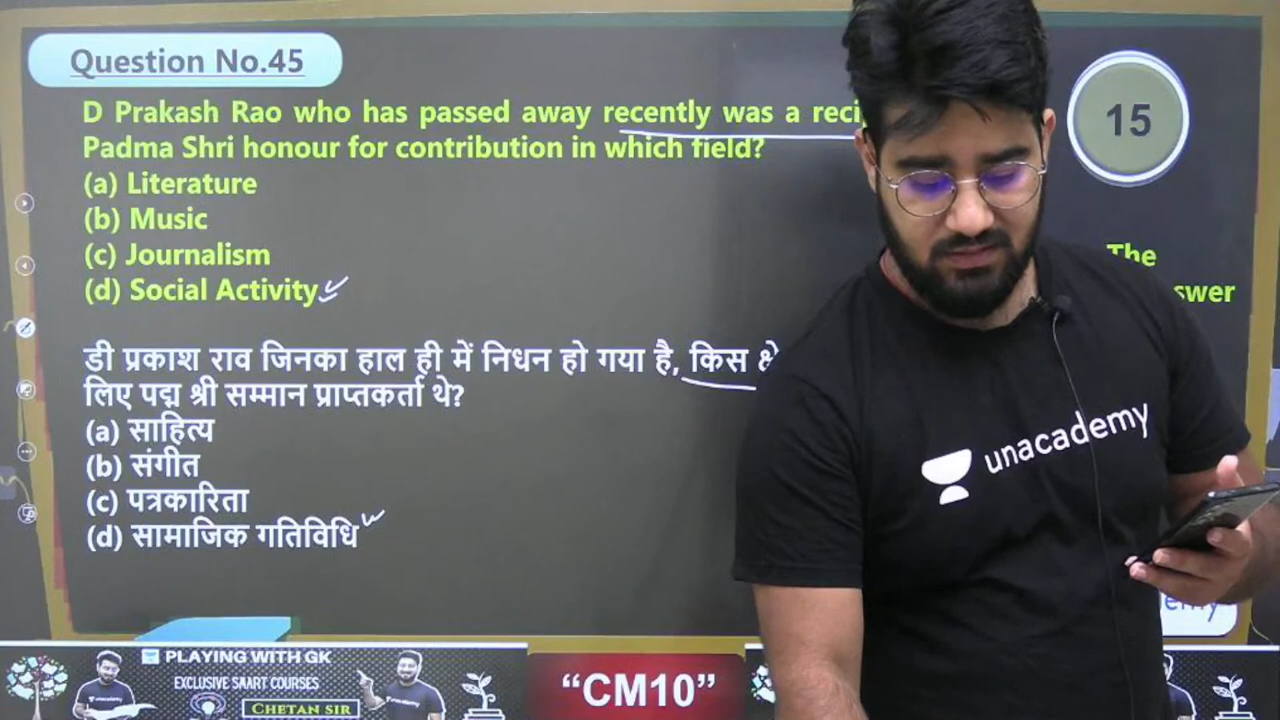 Question No.45
D Prakash Rao who has passed away recently was a
Padma Shri honour for contribution in which field?
(a) Literature
(b) Music
(c) Journalism
(d) Social Activity
डी प्रकाश राव जिनका हाल ही में निधन हो गया है, किस
लिए पद्म श्री सम्मान प्राप्तकर्ता थे?
(a) साहित्य
(b) संगीत
(c) पत्रकारिता
(d) सामाजिक गतिविधि
15
The
unacademy
PLAYING WITH GK
EXCLUSIVE SMART COURSES
CHETAN SIR
“CM10”